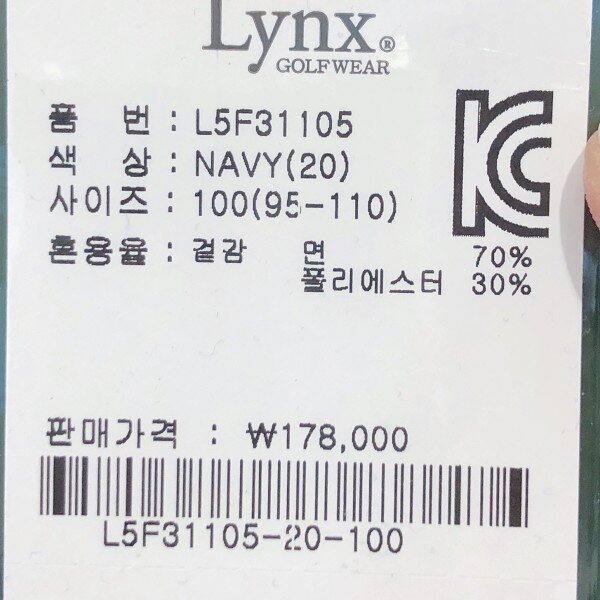 Lynx®
GOLFWEAR
품 번 : L5F31105
색 상 : NAVY(20)
사이즈 : 100(95-110)
혼용율 : 겉감 면 70%
폴리에스터 30%
판매가격 : ₩178,000
L5F31105-20-100